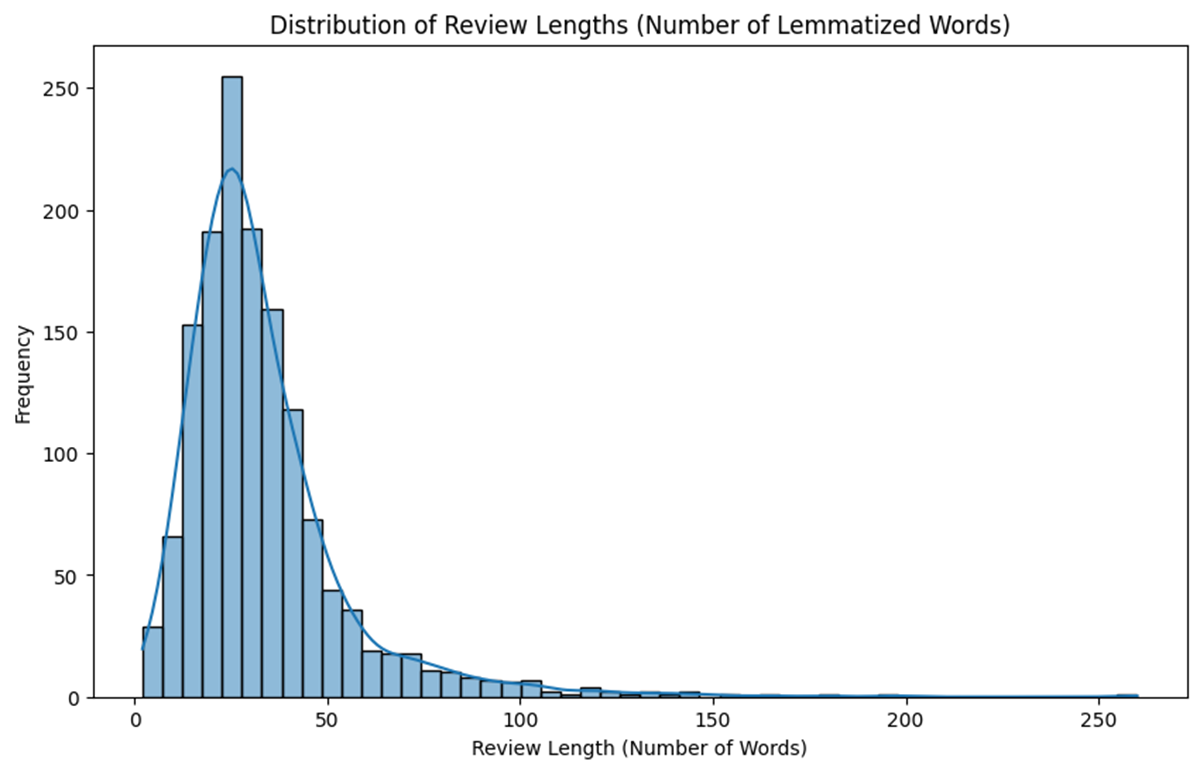 Distribution of Review Lengths (Number of Lemmatized Words)
250
200
150
100
50
0
Frequency
0 50 100 150 200 250
Review Length (Number of Words)